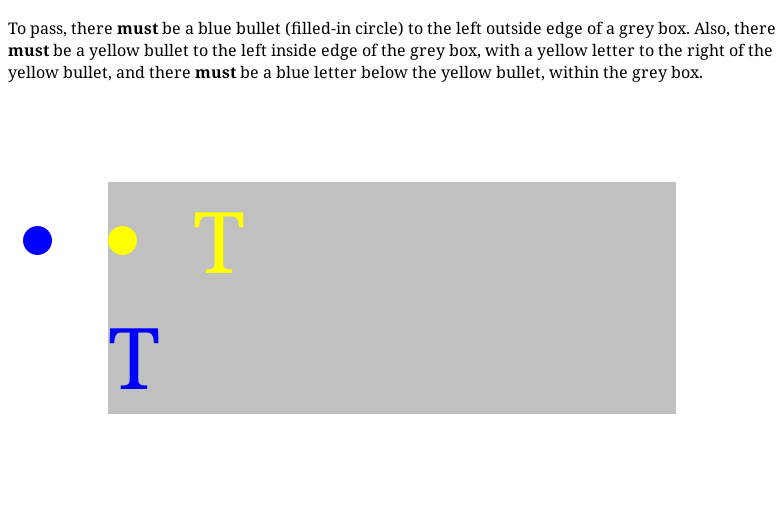 To pass, there must be a blue bullet (filled-in circle) to the left outside edge of a grey box. Also, there
must be a yellow bullet to the left inside edge of the grey box, with a yellow letter to the right of the
yellow bullet, and there must be a blue letter below the yellow bullet, within the grey box.
T
T